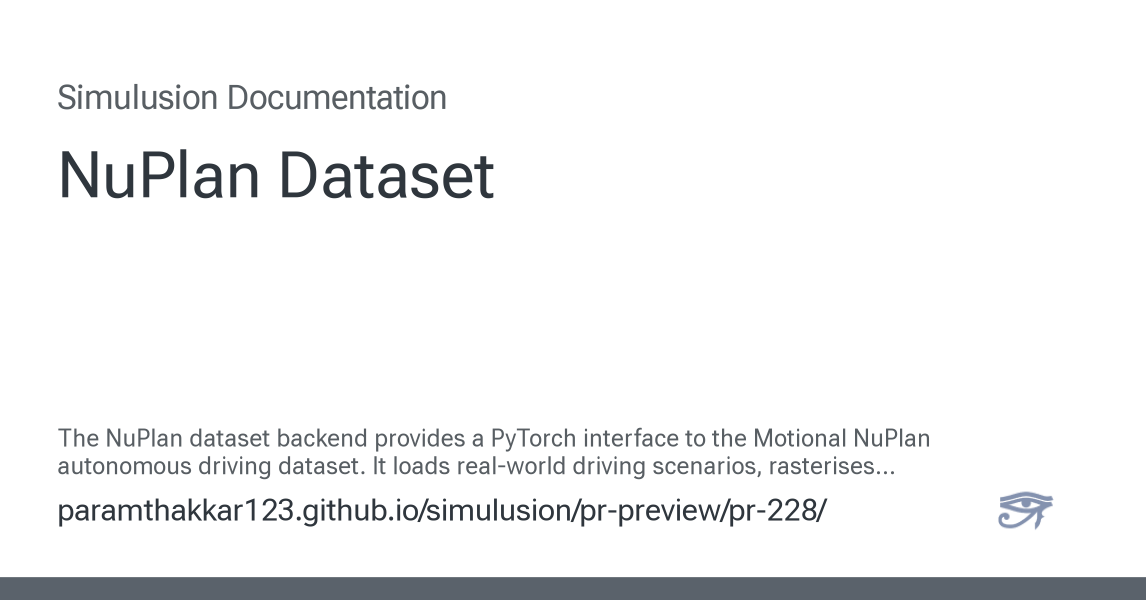 Simulusion Documentation
NuPlan Dataset
The NuPlan dataset backend provides a PyTorch interface to the Motional NuPlan
autonomous driving dataset. It loads real-world driving scenarios, rasterises...
paramthakkar123.github.io/simulusion/pr-preview/pr-228/